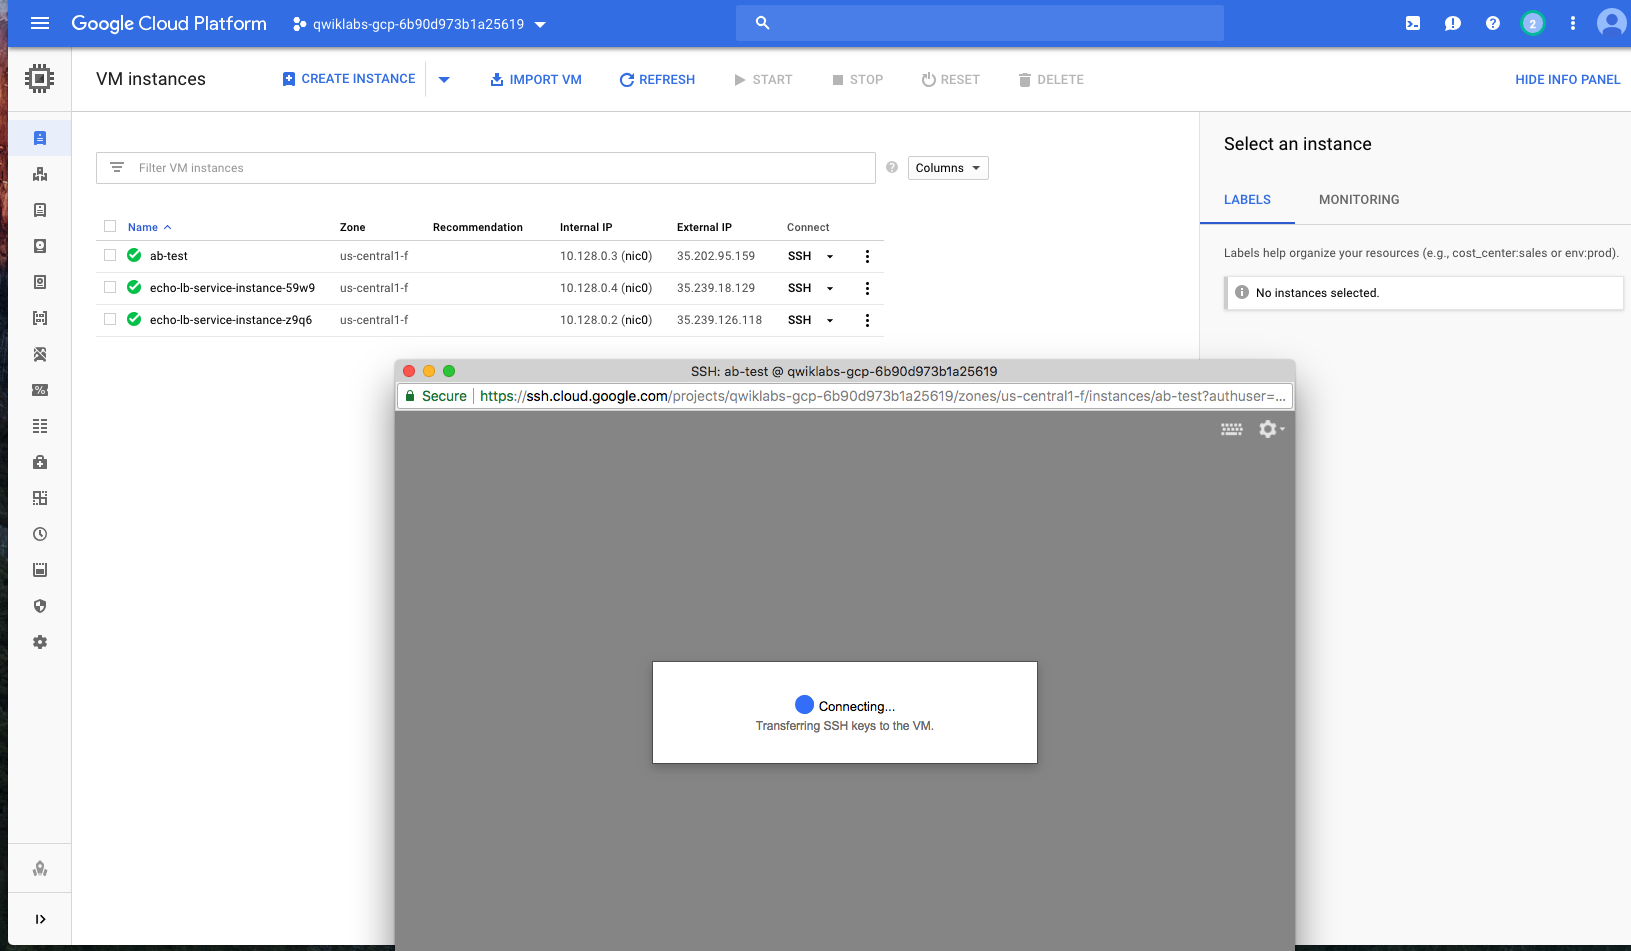 Google Cloud Platform qwiklabs-gcp-6b90d973b1a25619 2
VM instances CREATE INSTANCE IMPORT VM REFRESH START STOP RESET DELETE HIDE INFO PANEL
Filter VM instances Columns
Name Zone Recommendation Internal IP External IP Connect
ab-test us-central1-f 10.128.0.3 (nic0) 35.202.95.159 SSH
echo-lb-service-instance-59w9 us-central1-f 10.128.0.4 (nic0) 35.239.18.129 SSH
echo-lb-service-instance-z9q6 us-central1-f 10.128.0.2 (nic0) 35.239.126.118 SSH
Select an instance
LABELS MONITORING
Labels help organize your resources (e.g., cost_center:sales or env:prod).
No instances selected.
SSH: ab-test @ qwiklabs-gcp-6b90d973b1a25619
Secure https://ssh.cloud.google.com/projects/qwiklabs-gcp-6b90d973b1a25619/zones/us-central1-f/instances/ab-test?authuser=...
Connecting...
Transferring SSH keys to the VM.